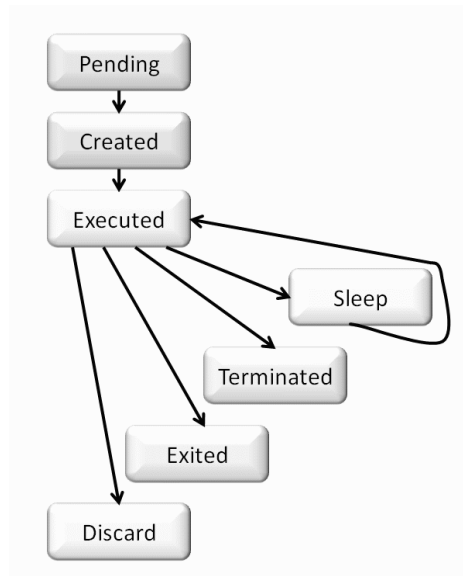 Pending
Created
Executed
Sleep
Terminated
Exited
Discard